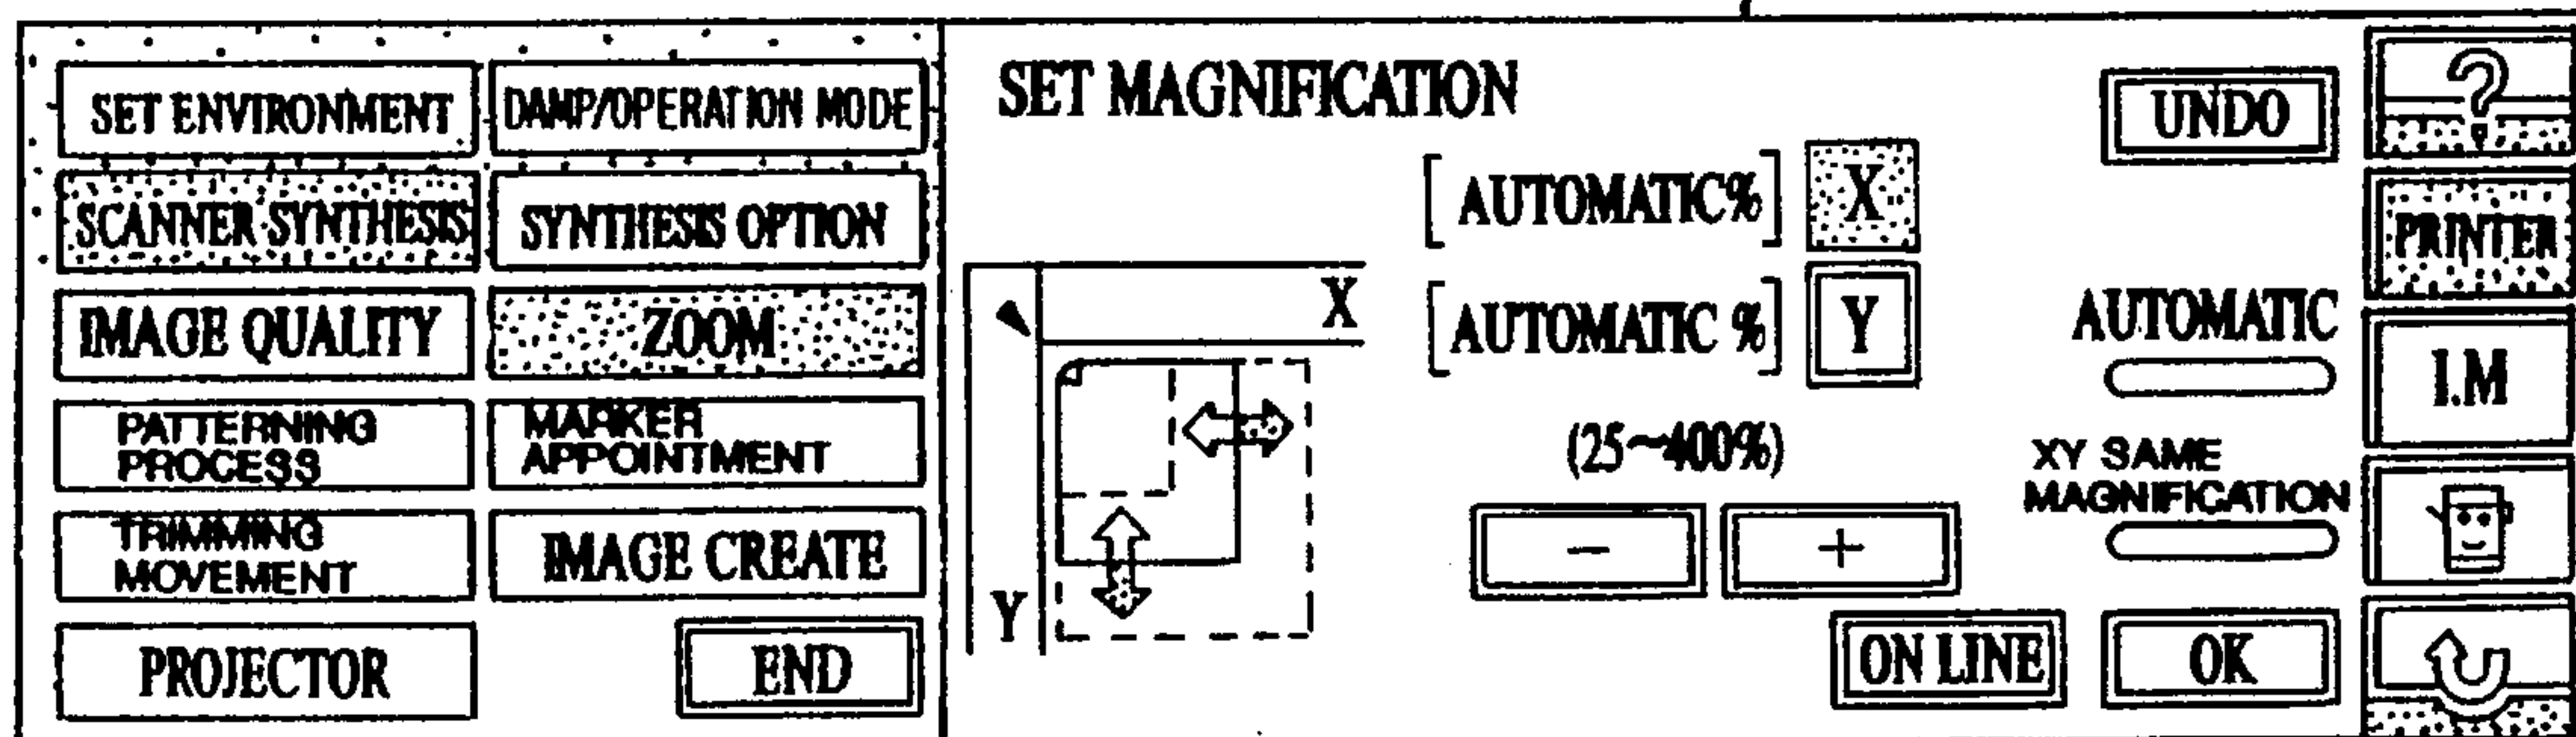 SET ENVIRONMENT
DAMP/OPERATION MODE
SCANNER SYNTHESIS
SYNTHESIS OPTION
IMAGE QUALITY
ZOOM
PATTERNING
PROCESS
MARKER
APPOINTMENT
TRIMMING
MOVEMENT
IMAGE CREATE
PROJECTOR
END
SET MAGNIFICATION
UNDO
[AUTOMATIC%] X
[AUTOMATIC %] Y
X
Y
(25~400%)
−
+
AUTOMATIC
XY SAME
MAGNIFICATION
ON LINE
OK
?
PRINTER
I.M